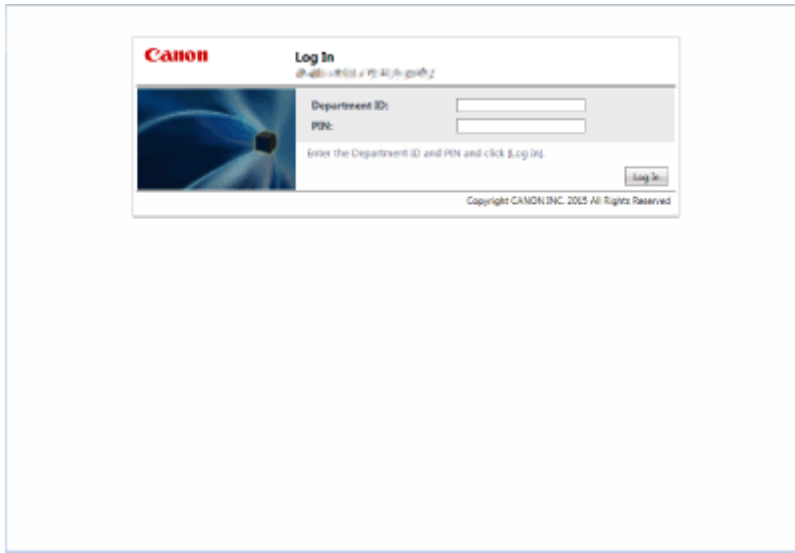 Canon
Log In
Department ID:
PIN:
Enter the Department ID and PIN and click [Log In].
Log In
Copyright CANON INC. 2015 All Rights Reserved